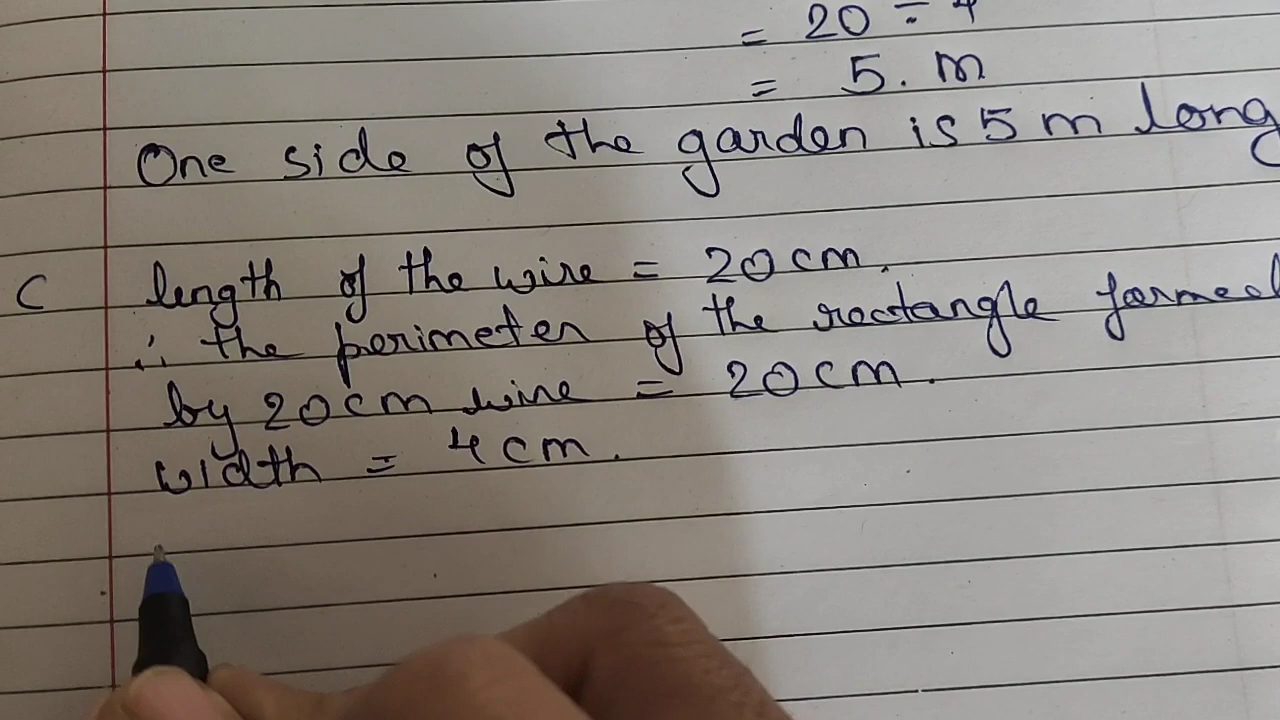 = 20 ÷ 4
= 5. m
One side of the garden is 5 m long
C length of the wire = 20 cm.
∴ the perimeter of the rectangle formed
by 20 cm wire = 20 cm.
width = 4 cm.